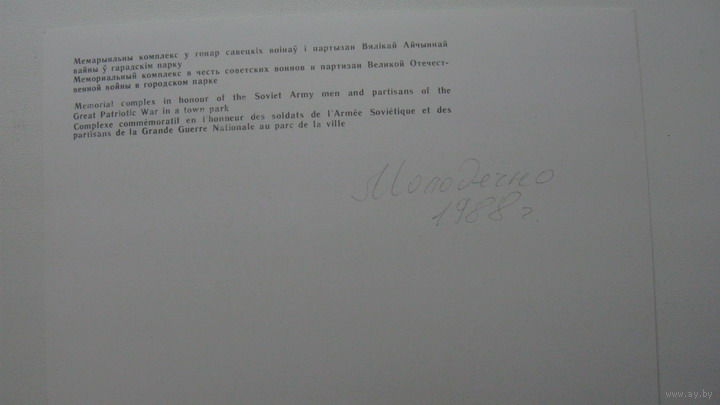 Мемарыяльны комплекс у гонар савецкіх воінаў і партызан Вялікай Айчыннай
вайны ў гарадскім парку
Мемориальный комплекс в честь советских воинов и партизан Великой Отечест-
венной войны в городском парке
Memorial complex in honour of the Soviet Army men and partisans of the
Great Patriotic War in a town park
Complexe commémoratif en l'honneur des soldats de l'Armée Soviétique et des
partisans de la Grande Guerre Nationale au parc de la ville
Молодечно
1988 г.
www.ay.by